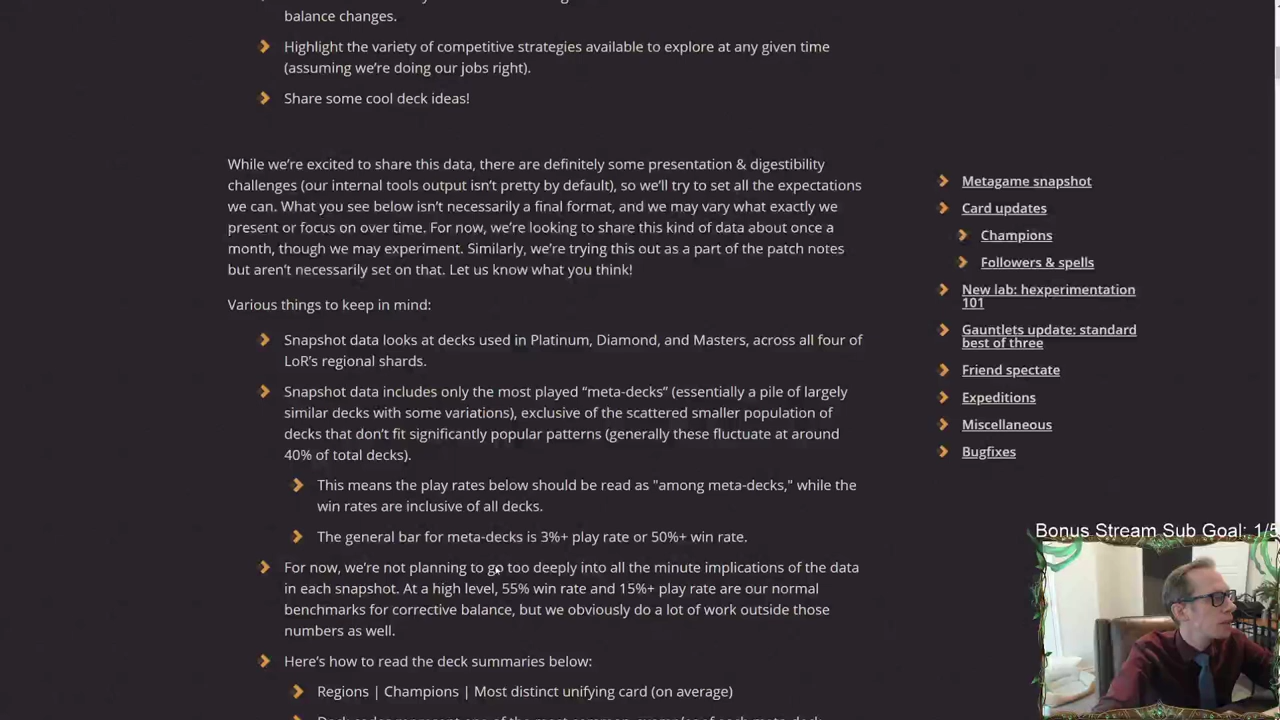 balance changes.
Highlight the variety of competitive strategies available to explore at any given time
(assuming we're doing our jobs right).
Share some cool deck ideas!
While we're excited to share this data, there are definitely some presentation & digestibility
challenges (our internal tools output isn't pretty by default), so we'll try to set all the expectations
we can. What you see below isn't necessarily a final format, and we may vary what exactly we
present or focus on over time. For now, we're looking to share this kind of data about once a
month, though we may experiment. Similarly, we're trying this out as a part of the patch notes
but aren't necessarily set on that. Let us know what you think!
Various things to keep in mind:
Snapshot data looks at decks used in Platinum, Diamond, and Masters, across all four of
LoR's regional shards.
Snapshot data includes only the most played “meta-decks” (essentially a pile of largely
similar decks with some variations), exclusive of the scattered smaller population of
decks that don't fit significantly popular patterns (generally these fluctuate at around
40% of total decks).
This means the play rates below should be read as "among meta-decks," while the
win rates are inclusive of all decks.
The general bar for meta-decks is 3%+ play rate or 50%+ win rate.
For now, we're not planning to go too deeply into all the minute implications of the data
in each snapshot. At a high level, 55% win rate and 15%+ play rate are our normal
benchmarks for corrective balance, but we obviously do a lot of work outside those
numbers as well.
Here's how to read the deck summaries below:
Regions | Champions | Most distinct unifying card (on average)
Metagame snapshot
Card updates
Champions
Followers & spells
New lab: hexperimentation
101
Gauntlets update: standard
best of three
Friend spectate
Expeditions
Miscellaneous
Bugfixes
Bonus Stream Sub Goal: 1/5